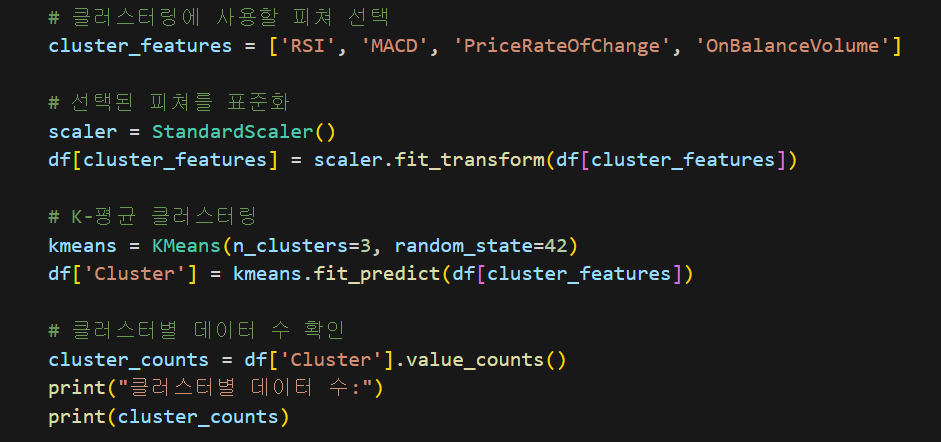 # 클러스터링에 사용할 피쳐 선택
cluster_features = ['RSI', 'MACD', 'PriceRateOfChange', 'OnBalanceVolume']
# 선택된 피쳐를 표준화
scaler = StandardScaler()
df[cluster_features] = scaler.fit_transform(df[cluster_features])
# K-평균 클러스터링
kmeans = KMeans(n_clusters=3, random_state=42)
df['Cluster'] = kmeans.fit_predict(df[cluster_features])
# 클러스터별 데이터 수 확인
cluster_counts = df['Cluster'].value_counts()
print("클러스터별 데이터 수:")
print(cluster_counts)